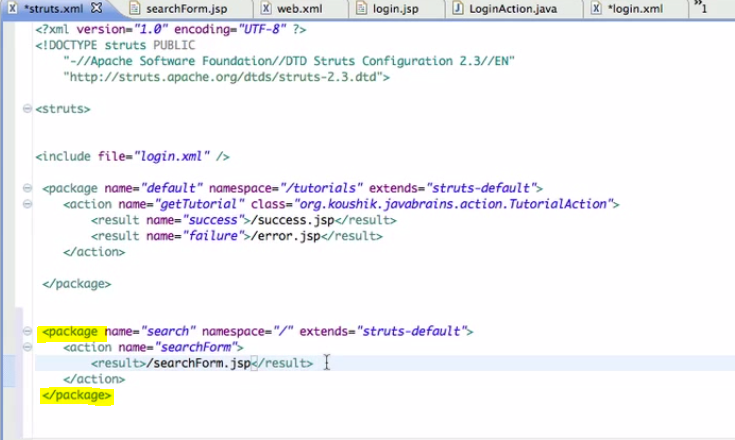 *struts.xml searchForm.jsp web.xml login.jsp LoginAction.java *login.xml »1
<?xml version="1.0" encoding="UTF-8" ?>
<!DOCTYPE struts PUBLIC
"-//Apache Software Foundation//DTD Struts Configuration 2.3//EN"
"http://struts.apache.org/dtds/struts-2.3.dtd">
<struts>
<include file="login.xml" />
<package name="default" namespace="/tutorials" extends="struts-default">
<action name="getTutorial" class="org.koushik.javabrains.action.TutorialAction">
<result name="success">/success.jsp</result>
<result name="failure">/error.jsp</result>
</action>
</package>
<package name="search" namespace="/" extends="struts-default">
<action name="searchForm">
<result>/searchForm.jsp</result>
</action>
</package>